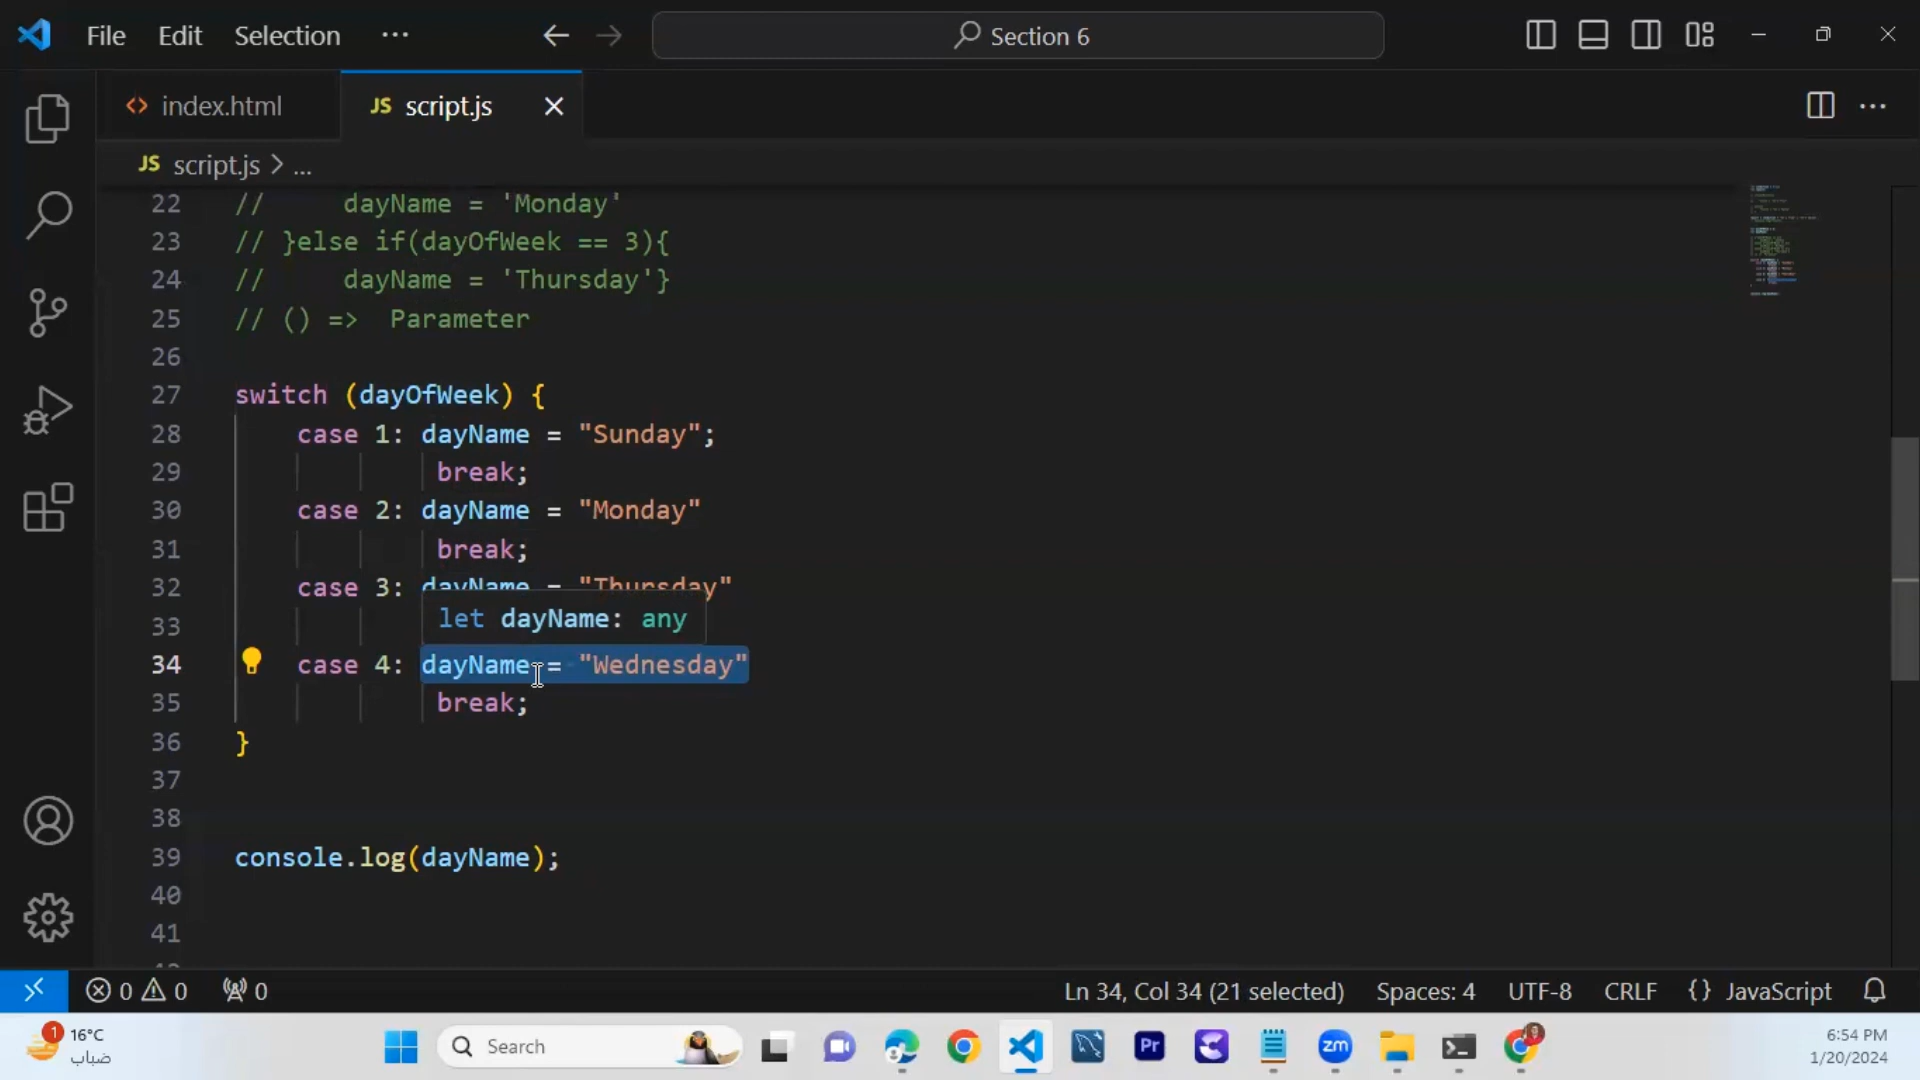 File Edit Selection ··· Section 6
index.html JS script.js
JS script.js > ...
22 //     dayName = 'Monday'
23 // }else if(dayOfWeek == 3){
24 //     dayName = 'Thursday'}
25 // () =>  Parameter
26
27 switch (dayOfWeek) {
28     case 1: dayName = "Sunday";
29             break;
30     case 2: dayName = "Monday"
31             break;
32     case 3: dayName = "Thursday"
33 let dayName: any
34     case 4: dayName = "Wednesday"
35             break;
36 }
37
38
39 console.log(dayName);
40
41
0 0 0 Ln 34, Col 34 (21 selected) Spaces: 4 UTF-8 CRLF {} JavaScript
1 16°C
ضباب
Search
Pr
zm
6:54 PM
1/20/2024